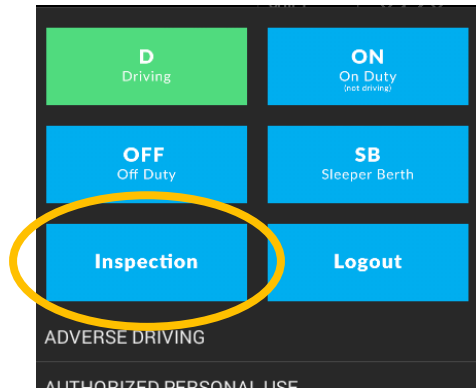 D
Driving
ON
On Duty
(not driving)
OFF
Off Duty
SB
Sleeper Berth
Inspection
Logout
ADVERSE DRIVING
AUTHORIZED PERSONAL USE